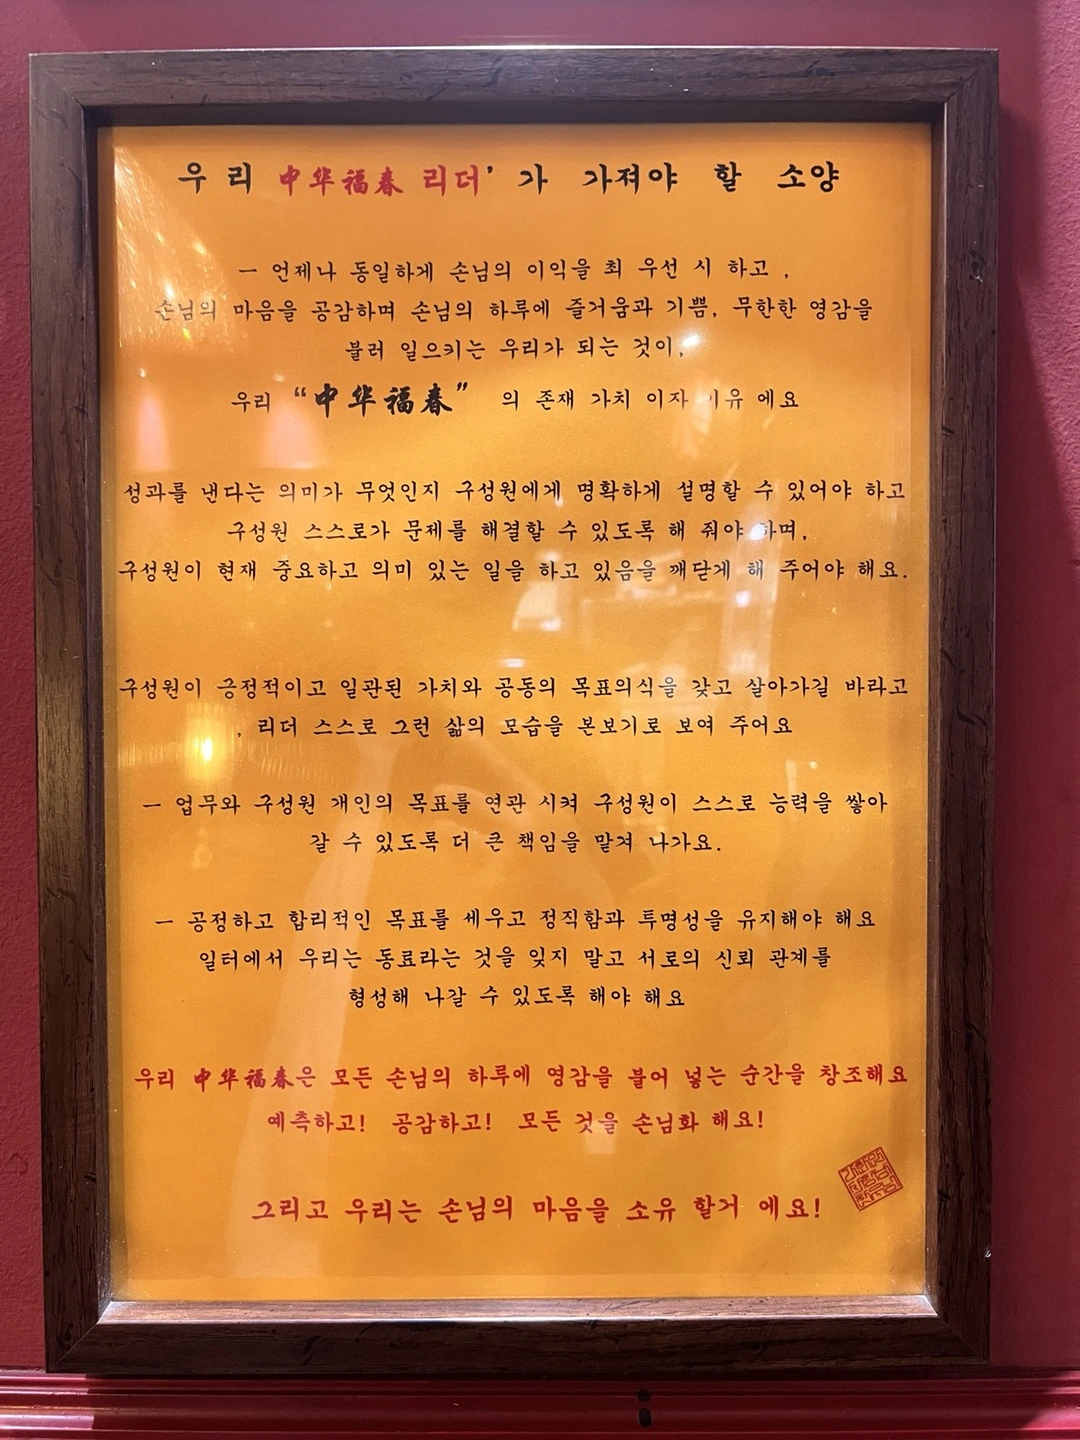 우리 中华福春 리더' 가 가져야 할 소양
- 언제나 동일하게 손님의 이익을 최 우선 시 하고 ,
손님의 마음을 공감하며 손님의 하루에 즐거움과 기쁨, 무한한 영감을
불러 일으키는 우리가 되는 것이,
우리 “中华福春” 의 존재 가치 이자 이유 에요
성과를 낸다는 의미가 무엇인지 구성원에게 명확하게 설명할 수 있어야 하고
구성원 스스로가 문제를 해결할 수 있도록 해 줘야 하며,
구성원이 현재 중요하고 의미 있는 일을 하고 있음을 깨닫게 해 주어야 해요.
구성원이 긍정적이고 일관된 가치와 공동의 목표의식을 갖고 살아가길 바라고
, 리더 스스로 그런 삶의 모습을 본보기로 보여 주어요
- 업무와 구성원 개인의 목표를 연관 시켜 구성원이 스스로 능력을 쌓아
갈 수 있도록 더 큰 책임을 맡겨 나가요.
- 공정하고 합리적인 목표를 세우고 정직함과 투명성을 유지해야 해요
일터에서 우리는 동료라는 것을 잊지 말고 서로의 신뢰 관계를
형성해 나갈 수 있도록 해야 해요
우리 中华福春은 모든 손님의 하루에 영감을 불어 넣는 순간을 창조해요
예측하고! 공감하고! 모든 것을 손님화 해요!
그리고 우리는 손님의 마음을 소유 할거 에요!